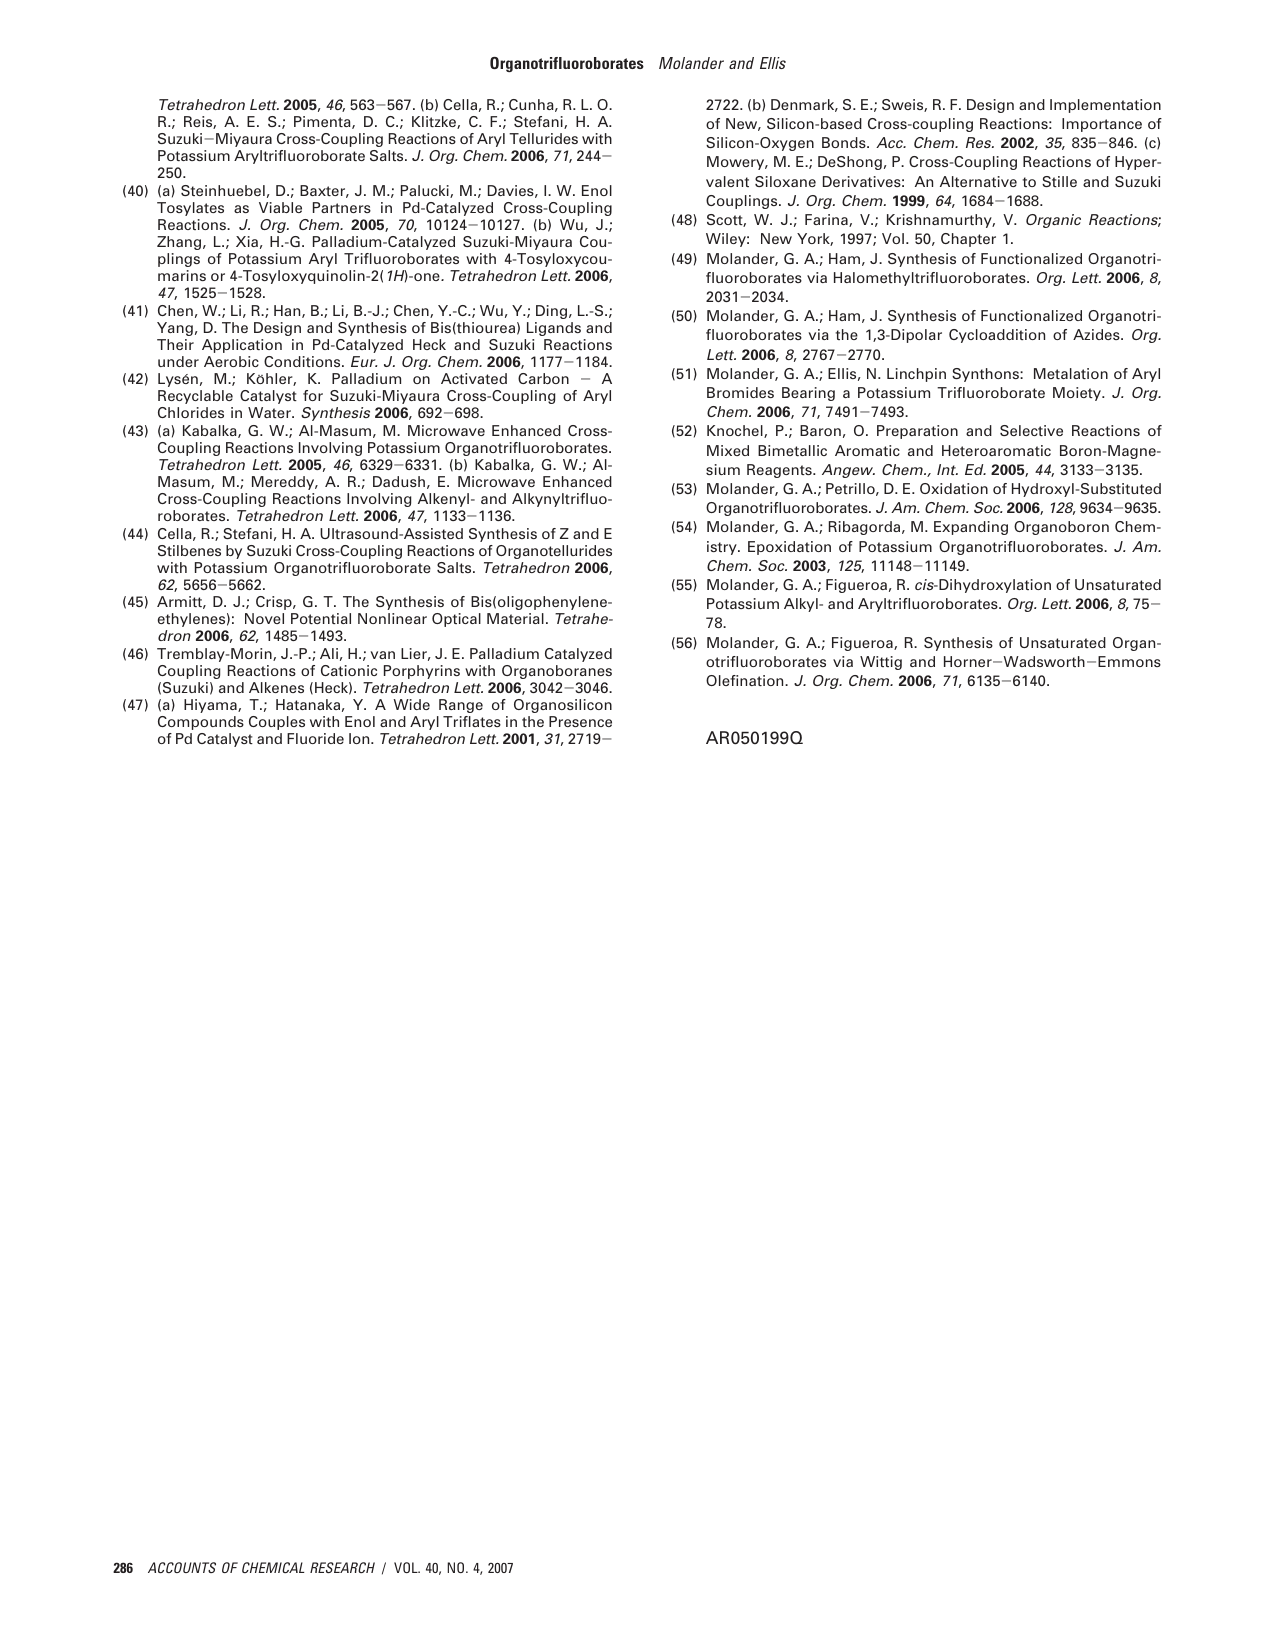 Organotrifluoroborates Molander and Ellis
Tetrahedron Lett. 2005, 46, 563−567. (b) Cella, R.; Cunha, R. L. O.
R.; Reis, A. E. S.; Pimenta, D. C.; Klitzke, C. F.; Stefani, H. A.
Suzuki−Miyaura Cross-Coupling Reactions of Aryl Tellurides with
Potassium Aryltrifluoroborate Salts. J. Org. Chem. 2006, 71, 244−
250.
(40) (a) Steinhuebel, D.; Baxter, J. M.; Palucki, M.; Davies, I. W. Enol
Tosylates as Viable Partners in Pd-Catalyzed Cross-Coupling
Reactions. J. Org. Chem. 2005, 70, 10124−10127. (b) Wu, J.;
Zhang, L.; Xia, H.-G. Palladium-Catalyzed Suzuki-Miyaura Cou-
plings of Potassium Aryl Trifluoroborates with 4-Tosyloxycou-
marins or 4-Tosyloxyquinolin-2(1H)-one. Tetrahedron Lett. 2006,
47, 1525−1528.
(41) Chen, W.; Li, R.; Han, B.; Li, B.-J.; Chen, Y.-C.; Wu, Y.; Ding, L.-S.;
Yang, D. The Design and Synthesis of Bis(thiourea) Ligands and
Their Application in Pd-Catalyzed Heck and Suzuki Reactions
under Aerobic Conditions. Eur. J. Org. Chem. 2006, 1177−1184.
(42) Lysén, M.; Köhler, K. Palladium on Activated Carbon − A
Recyclable Catalyst for Suzuki-Miyaura Cross-Coupling of Aryl
Chlorides in Water. Synthesis 2006, 692−698.
(43) (a) Kabalka, G. W.; Al-Masum, M. Microwave Enhanced Cross-
Coupling Reactions Involving Potassium Organotrifluoroborates.
Tetrahedron Lett. 2005, 46, 6329−6331. (b) Kabalka, G. W.; Al-
Masum, M.; Mereddy, A. R.; Dadush, E. Microwave Enhanced
Cross-Coupling Reactions Involving Alkenyl- and Alkynyltrifluo-
roborates. Tetrahedron Lett. 2006, 47, 1133−1136.
(44) Cella, R.; Stefani, H. A. Ultrasound-Assisted Synthesis of Z and E
Stilbenes by Suzuki Cross-Coupling Reactions of Organotellurides
with Potassium Organotrifluoroborate Salts. Tetrahedron 2006,
62, 5656−5662.
(45) Armitt, D. J.; Crisp, G. T. The Synthesis of Bis(oligophenylene-
ethylenes): Novel Potential Nonlinear Optical Material. Tetrahe-
dron 2006, 62, 1485−1493.
(46) Tremblay-Morin, J.-P.; Ali, H.; van Lier, J. E. Palladium Catalyzed
Coupling Reactions of Cationic Porphyrins with Organoboranes
(Suzuki) and Alkenes (Heck). Tetrahedron Lett. 2006, 3042−3046.
(47) (a) Hiyama, T.; Hatanaka, Y. A Wide Range of Organosilicon
Compounds Couples with Enol and Aryl Triflates in the Presence
of Pd Catalyst and Fluoride Ion. Tetrahedron Lett. 2001, 31, 2719−
2722. (b) Denmark, S. E.; Sweis, R. F. Design and Implementation
of New, Silicon-based Cross-coupling Reactions: Importance of
Silicon-Oxygen Bonds. Acc. Chem. Res. 2002, 35, 835−846. (c)
Mowery, M. E.; DeShong, P. Cross-Coupling Reactions of Hyper-
valent Siloxane Derivatives: An Alternative to Stille and Suzuki
Couplings. J. Org. Chem. 1999, 64, 1684−1688.
(48) Scott, W. J.; Farina, V.; Krishnamurthy, V. Organic Reactions;
Wiley: New York, 1997; Vol. 50, Chapter 1.
(49) Molander, G. A.; Ham, J. Synthesis of Functionalized Organotri-
fluoroborates via Halomethyltrifluoroborates. Org. Lett. 2006, 8,
2031−2034.
(50) Molander, G. A.; Ham, J. Synthesis of Functionalized Organotri-
fluoroborates via the 1,3-Dipolar Cycloaddition of Azides. Org.
Lett. 2006, 8, 2767−2770.
(51) Molander, G. A.; Ellis, N. Linchpin Synthons: Metalation of Aryl
Bromides Bearing a Potassium Trifluoroborate Moiety. J. Org.
Chem. 2006, 71, 7491−7493.
(52) Knochel, P.; Baron, O. Preparation and Selective Reactions of
Mixed Bimetallic Aromatic and Heteroaromatic Boron-Magne-
sium Reagents. Angew. Chem., Int. Ed. 2005, 44, 3133−3135.
(53) Molander, G. A.; Petrillo, D. E. Oxidation of Hydroxyl-Substituted
Organotrifluoroborates. J. Am. Chem. Soc. 2006, 128, 9634−9635.
(54) Molander, G. A.; Ribagorda, M. Expanding Organoboron Chem-
istry. Epoxidation of Potassium Organotrifluoroborates. J. Am.
Chem. Soc. 2003, 125, 11148−11149.
(55) Molander, G. A.; Figueroa, R. cis-Dihydroxylation of Unsaturated
Potassium Alkyl- and Aryltrifluoroborates. Org. Lett. 2006, 8, 75−
78.
(56) Molander, G. A.; Figueroa, R. Synthesis of Unsaturated Organ-
otrifluoroborates via Wittig and Horner−Wadsworth−Emmons
Olefination. J. Org. Chem. 2006, 71, 6135−6140.
AR050199Q
286 ACCOUNTS OF CHEMICAL RESEARCH / VOL. 40, NO. 4, 2007